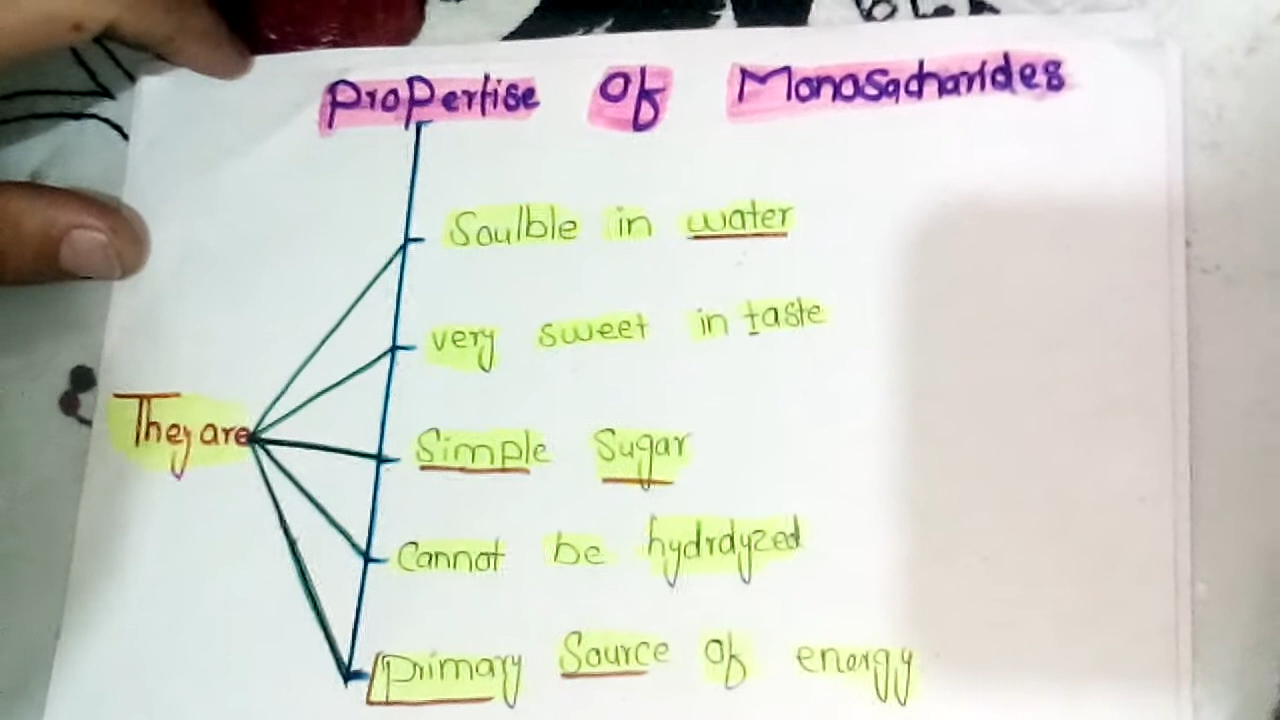 Propertise Of Monosacharides
Soulble in water
very sweet in taste
They are
Simple Sugar
Cannot be hydrdyzed
Primary Source of energy